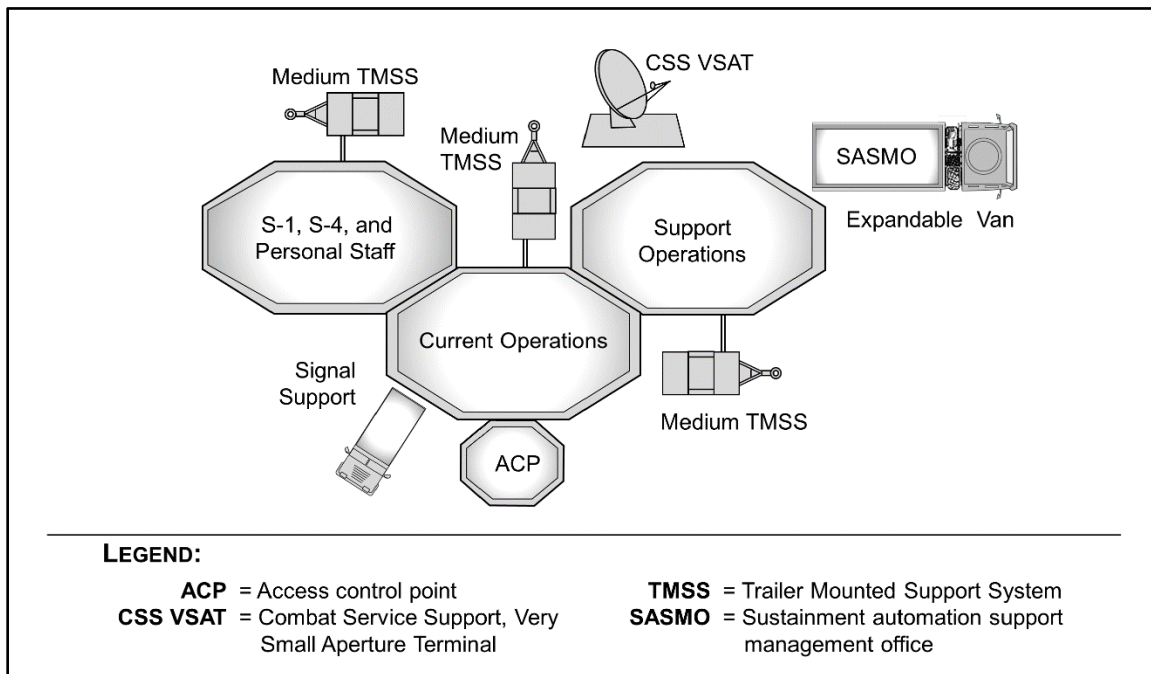 Medium TMSS
CSS VSAT
Medium
TMSS
SASMO
Expandable Van
S-1, S-4, and
Personal Staff
Support
Operations
Current Operations
Signal
Support
Medium TMSS
ACP
LEGEND:
ACP = Access control point
CSS VSAT = Combat Service Support, Very
Small Aperture Terminal
TMSS = Trailer Mounted Support System
SASMO = Sustainment automation support
management office